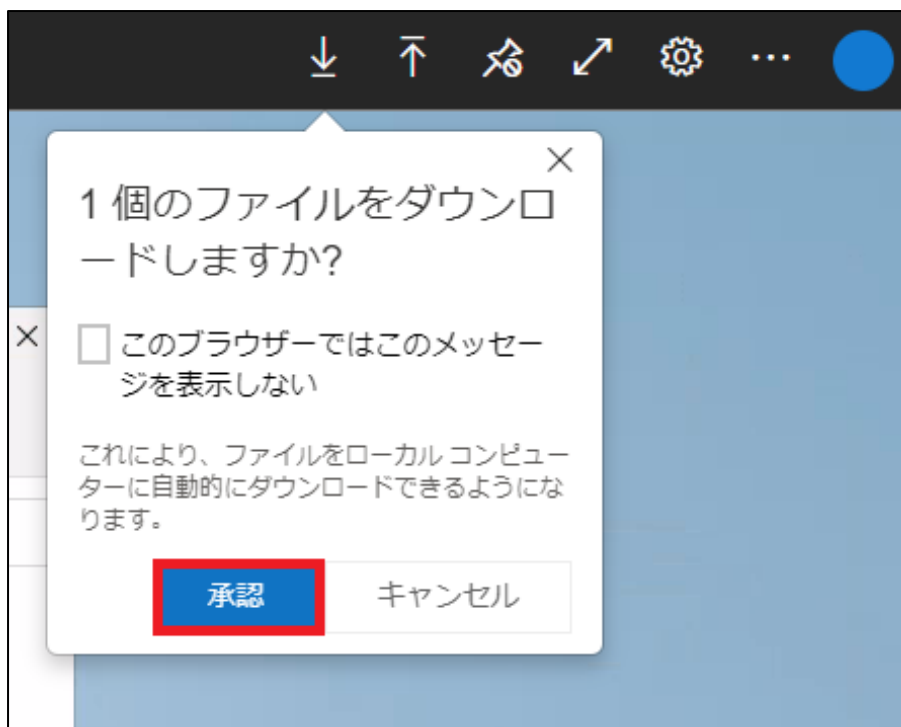 1 個のファイルをダウンロ
ードしますか?
このブラウザーではこのメッセー
ジを表示しない
これにより、ファイルをローカル コンピュー
ターに自動的にダウンロードできるようにな
ります。
承認
キャンセル